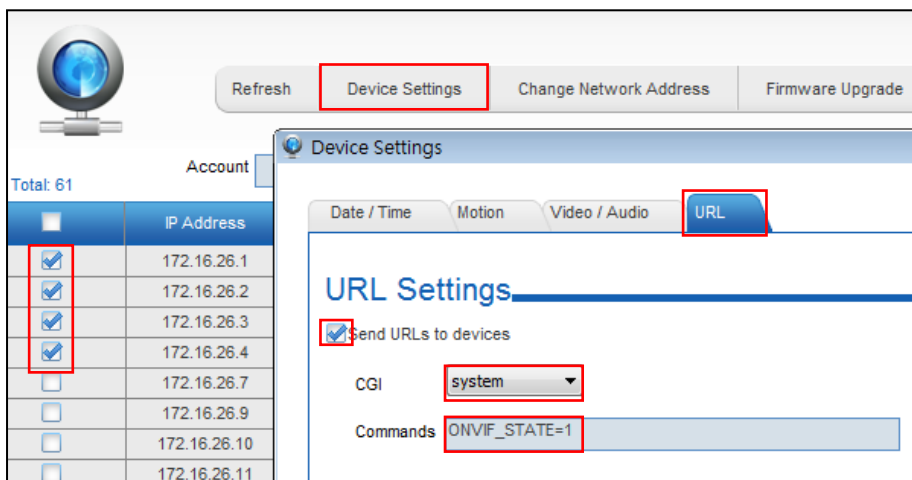 Refresh Device Settings Change Network Address Firmware Upgrade
Device Settings
Account
Total: 61
Date / Time Motion Video / Audio URL
IP Address
172.16.26.1
172.16.26.2
172.16.26.3
172.16.26.4
172.16.26.7
172.16.26.9
172.16.26.10
172.16.26.11
URL Settings
Send URLs to devices
CGI system
Commands ONVIF_STATE=1